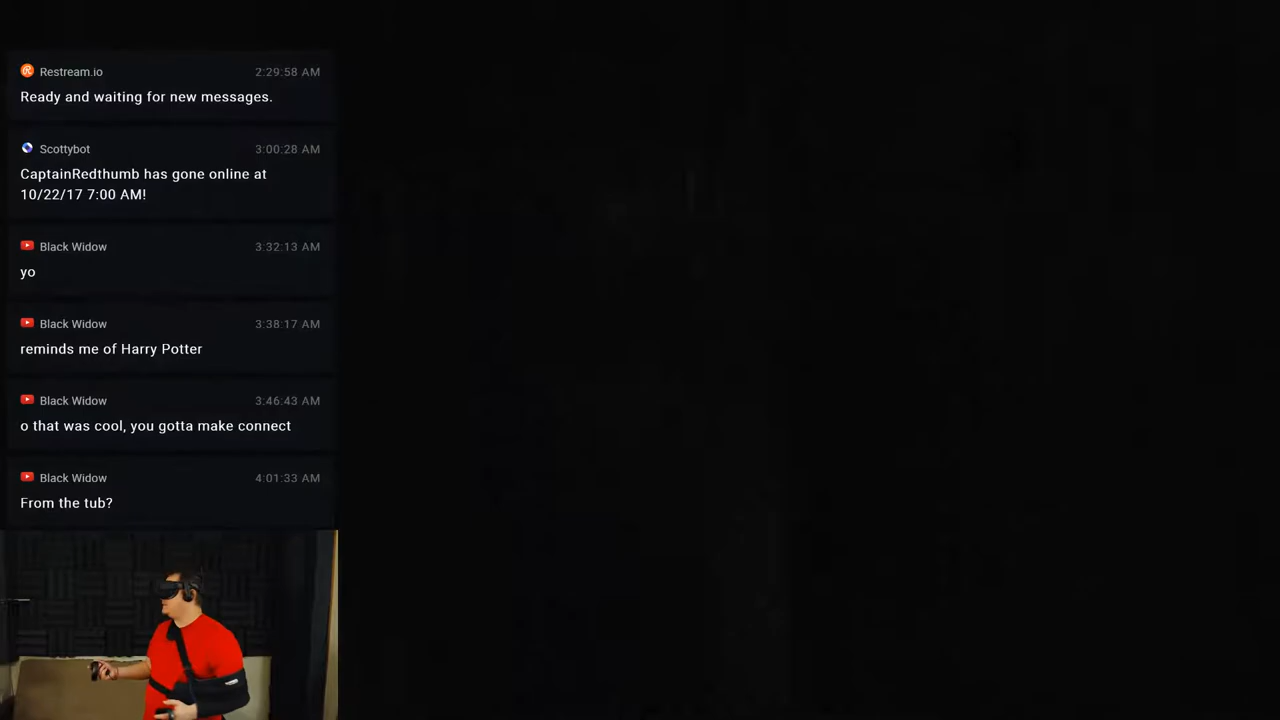 Restream.io 2:29:58 AM
Ready and waiting for new messages.
Scottybot 3:00:28 AM
CaptainRedthumb has gone online at
10/22/17 7:00 AM!
Black Widow 3:32:13 AM
yo
Black Widow 3:38:17 AM
reminds me of Harry Potter
Black Widow 3:46:43 AM
o that was cool, you gotta make connect
Black Widow 4:01:33 AM
From the tub?